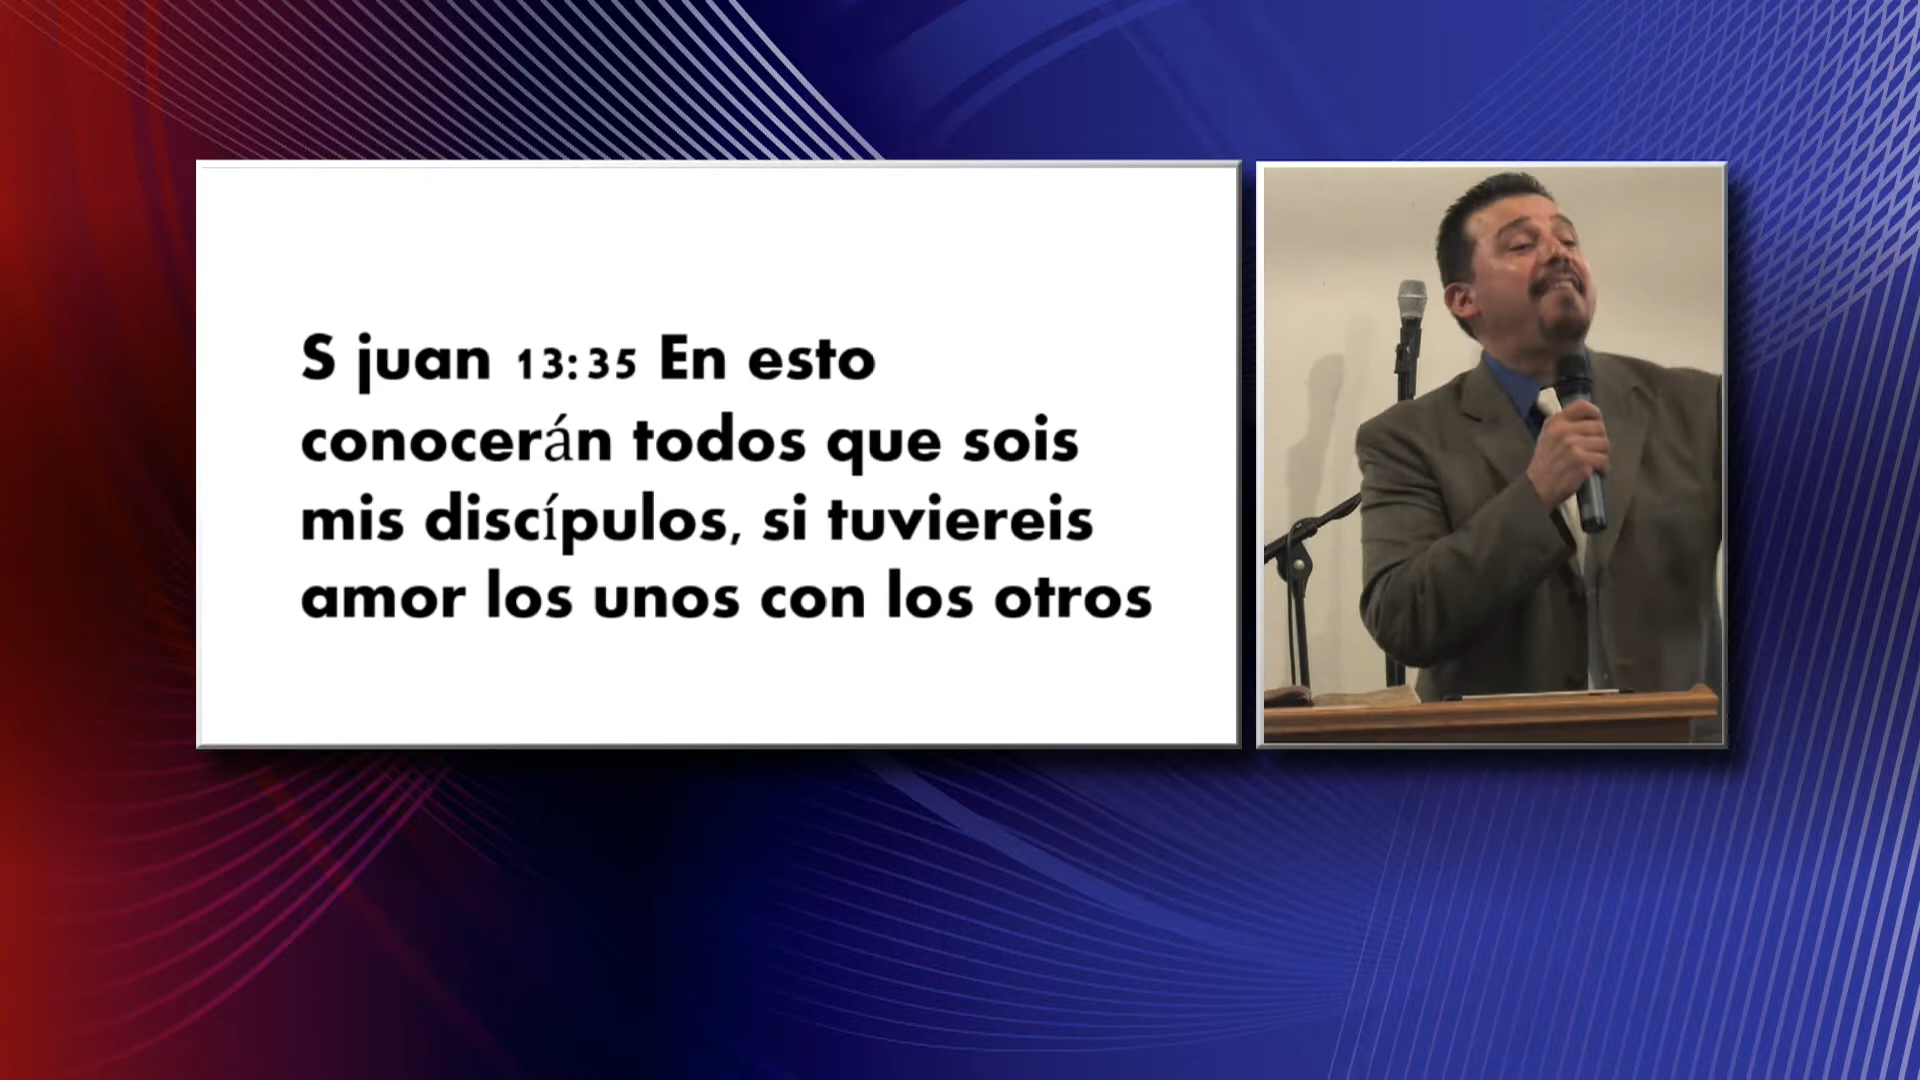 S juan 13:35 En esto
conocerán todos que sois
mis discípulos, si tuviereis
amor los unos con los otros